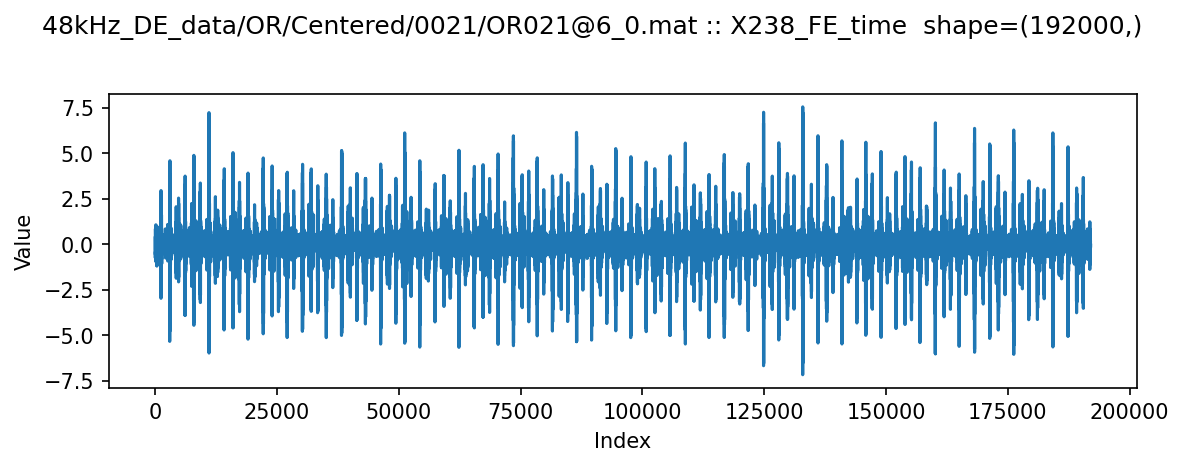 48kHz_DE_data/OR/Centered/0021/OR021@6_0.mat :: X238_FE_time  shape=(192000,)
7.5
5.0
2.5
0.0
−2.5
−5.0
−7.5
Value
0 25000 50000 75000 100000 125000 150000 175000 200000
Index